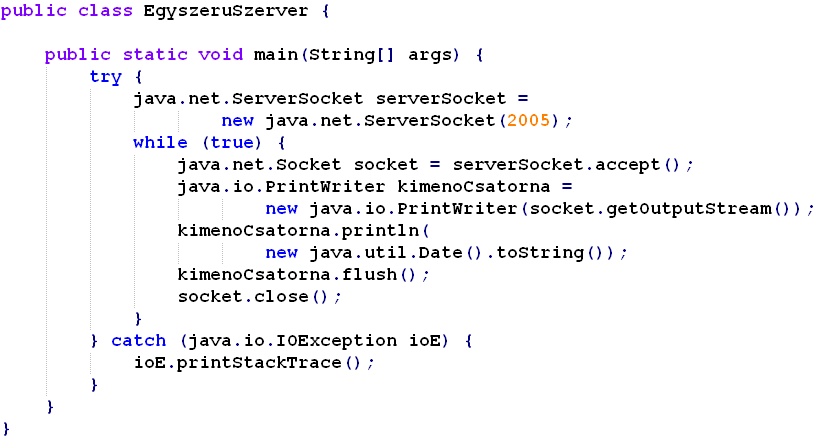 public class EgyszeruSzerver {
public static void main(String[] args) {
try {
java.net.ServerSocket serverSocket =
new java.net.ServerSocket(2005);
while (true) {
java.net.Socket socket = serverSocket.accept();
java.io.PrintWriter kimenoCsatorna =
new java.io.PrintWriter(socket.getOutputStream());
kimenoCsatorna.println(
new java.util.Date().toString());
kimenoCsatorna.flush();
socket.close();
}
} catch (java.io.IOException ioE) {
ioE.printStackTrace();
}
}
}